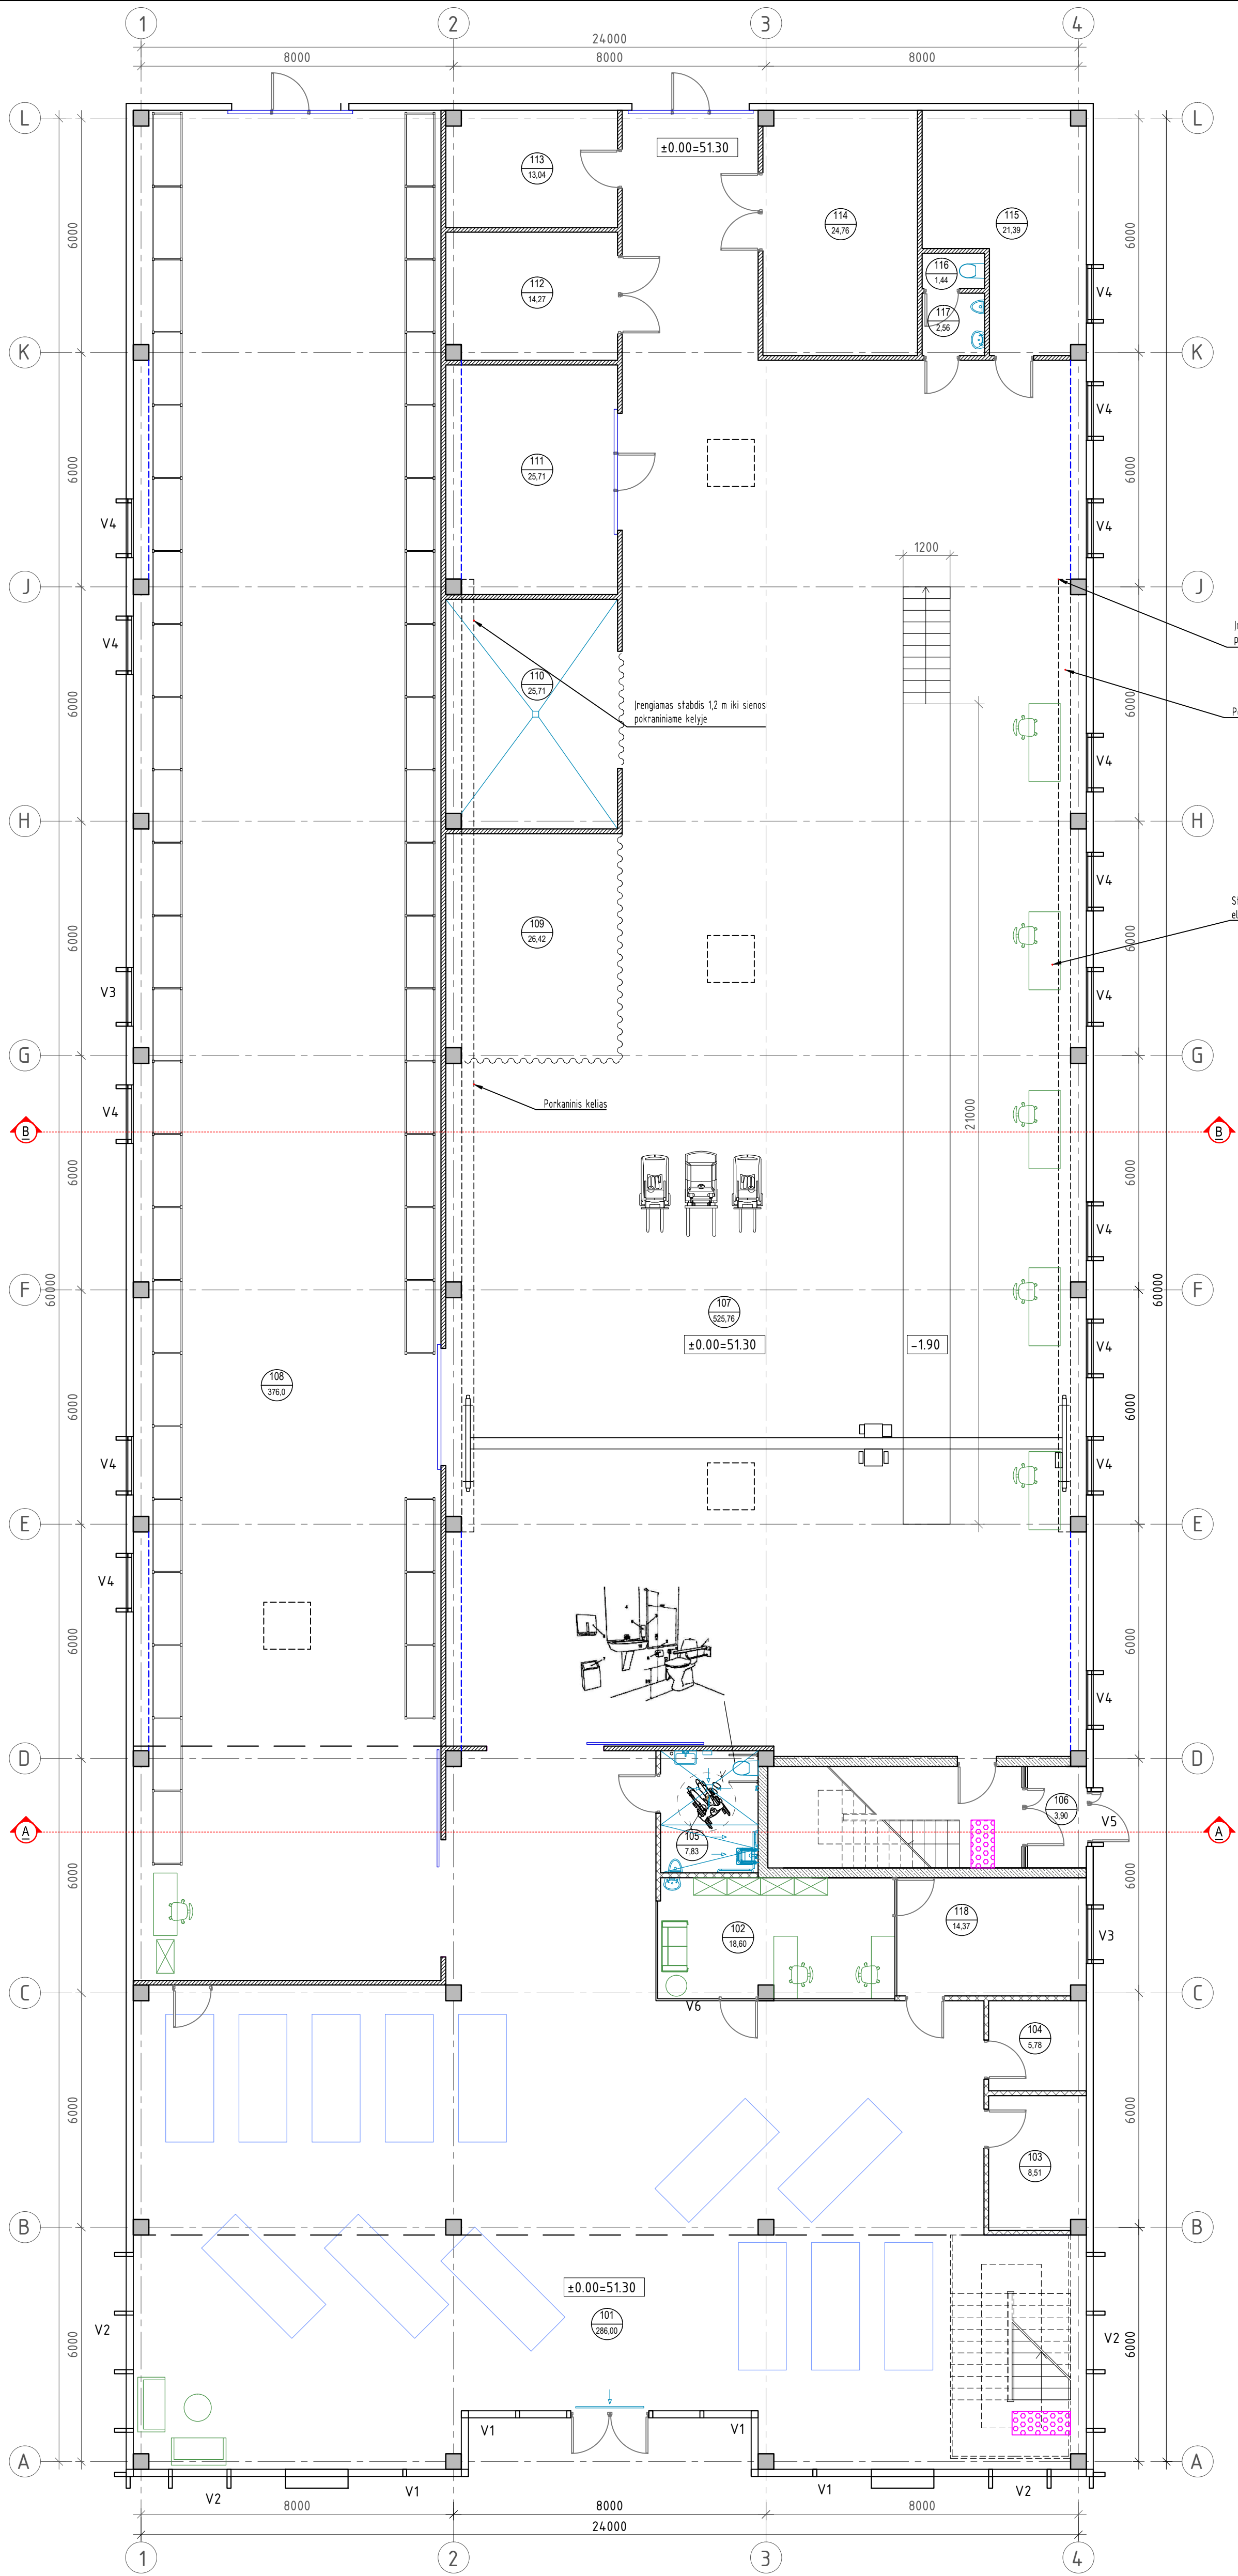 1 2 3 4
24000
8000 8000 8000
L L
±0.00=51.30
113
13,04
114
24,76
115
21,39
6000 6000
112
14,27
116
1,44
V4
117
2,56
K K
V4
111
25,71
6000 6000
V4 V4
1200
J J
V4
110
25,71
Įrengiamas stabdis 1,2 m iki sienos
pokraniniame kelyje
6000 6000
V4
H H
V4
109
26,42
6000 6000
V3 V4
G G
Porkaninis kelias
V4
21000
B B
6000 6000
V4
F F
60000 60000
107
525,76
±0.00=51.30
-1.90
V4
108
376,0
6000 6000
V4 V4
E E
V4
6000 6000
V4
D D
106
3,90
V5
A A
105
7,83
6000 6000
118
14,37
102
18,60
V3
C C
V6
104
5,78
6000 6000
103
8,51
B B
±0.00=51.30
101
286,00
V2 V2
6000 6000
V1 V1
A A
V2 V1 V1 V2
8000 8000 8000
24000
1 2 3 4